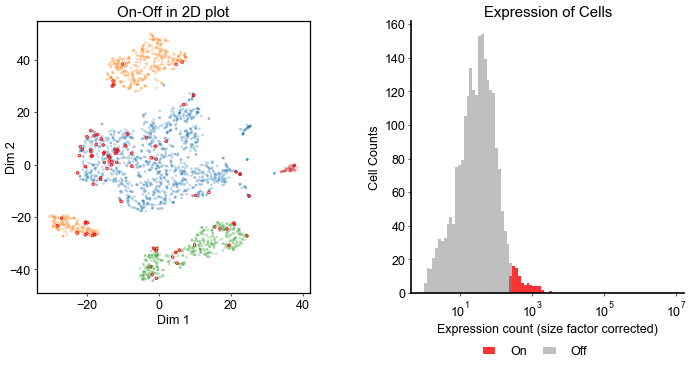 On-Off in 2D plot
40
20
0
−20
−40
Dim 2
−20
0
20
40
Dim 1
Expression of Cells
160
140
120
100
80
60
40
20
0
Cell Counts
10^1
10^3
10^5
10^7
Expression count (size factor corrected)
On
Off